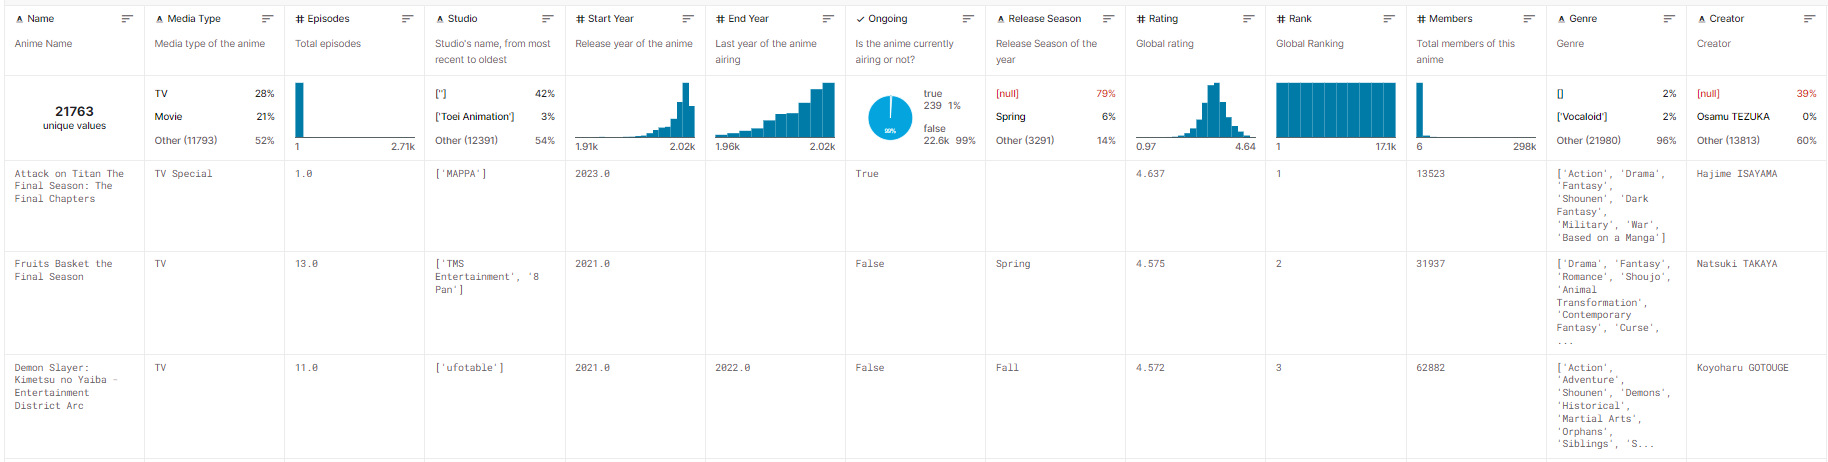 Name
Media Type
Episodes
Studio
Start Year
End Year
Ongoing
Release Season
Rating
Rank
Members
Genre
Creator
Anime Name
Media type of the anime
Total episodes
Studio's name, from most
recent to oldest
Release year of the anime
Last year of the anime
airing
Is the anime currently
airing or not?
Release Season of the
year
Global rating
Global Ranking
Total members of this
anime
Genre
Creator
21763
unique values
TV 28%
Movie 21%
Other (11793) 52%
1 2.71k
[''] 42%
['Toei Animation'] 3%
Other (12391) 54%
1.91k 2.02k
1.96k 2.02k
99%
true
239 1%
false
22.6k 99%
[null] 79%
Spring 6%
Other (3291) 14%
0.97 4.64
1 17.1k
6 298k
[] 2%
['Vocaloid'] 2%
Other (21980) 96%
[null] 39%
Osamu TEZUKA 0%
Other (13813) 60%
Attack on Titan The
Final Season: The
Final Chapters
TV Special
1.0
['MAPPA']
2023.0
True
4.637
1
13523
['Action', 'Drama',
'Fantasy',
'Shounen', 'Dark
Fantasy',
'Military', 'War',
'Based on a Manga']
Hajime ISAYAMA
Fruits Basket the
Final Season
TV
13.0
['TMS
Entertainment', '8
Pan']
2021.0
False
Spring
4.575
2
31937
['Drama', 'Fantasy',
'Romance', 'Shoujo',
'Animal
Transformation',
'Contemporary
Fantasy', 'Curse',
...
Natsuki TAKAYA
Demon Slayer:
Kimetsu no Yaiba -
Entertainment
District Arc
TV
11.0
['ufotable']
2021.0
2022.0
False
Fall
4.572
3
62882
['Action',
'Adventure',
'Shounen', 'Demons',
'Historical',
'Martial Arts',
'Orphans',
'Siblings', 'S...
Koyoharu GOTOUGE